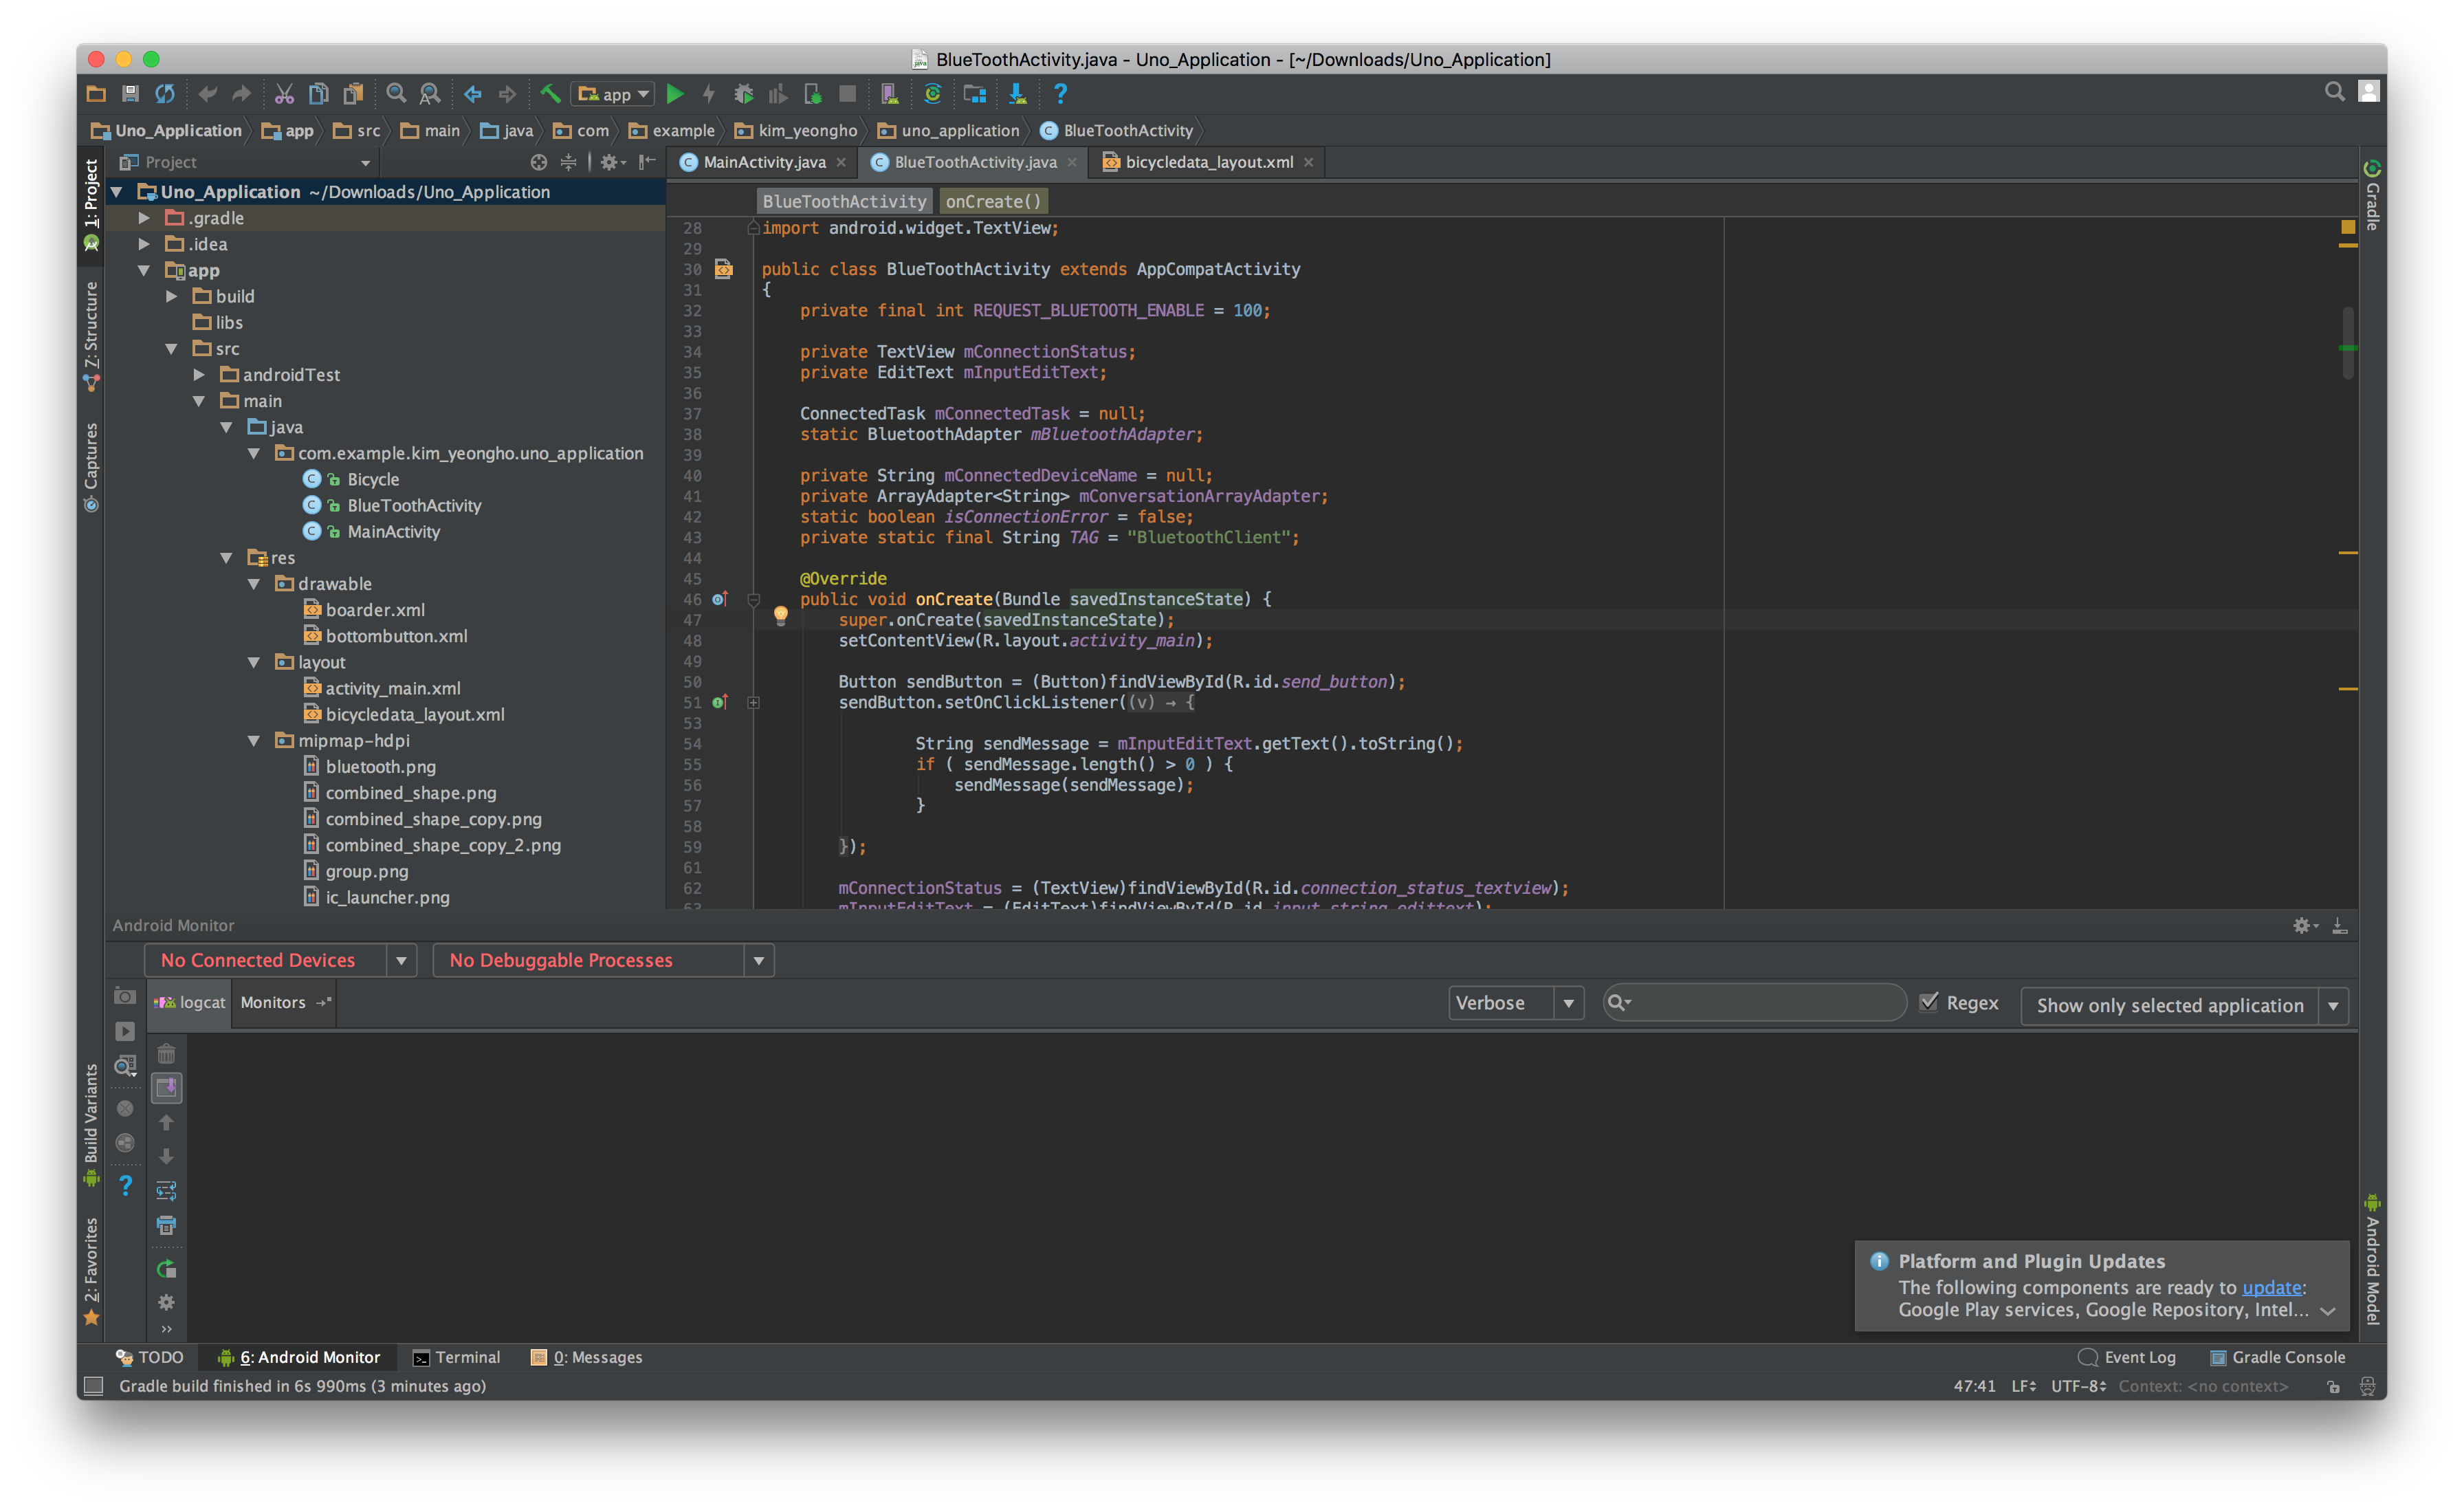 BlueToothActivity.java - Uno_Application - [~/Downloads/Uno_Application]
app
Uno_Application app src main java com example kim_yeongho uno_application BlueToothActivity
1: Project
Z: Structure
Captures
Build Variants
2: Favorites
Project
Uno_Application ~/Downloads/Uno_Application
.gradle
.idea
app
build
libs
src
androidTest
main
java
com.example.kim_yeongho.uno_application
Bicycle
BlueToothActivity
MainActivity
res
drawable
boarder.xml
bottombutton.xml
layout
activity_main.xml
bicycledata_layout.xml
mipmap-hdpi
bluetooth.png
combined_shape.png
combined_shape_copy.png
combined_shape_copy_2.png
group.png
ic_launcher.png
MainActivity.java BlueToothActivity.java bicycledata_layout.xml
BlueToothActivity onCreate()
28 import android.widget.TextView;
29
30 public class BlueToothActivity extends AppCompatActivity
31 {
32 private final int REQUEST_BLUETOOTH_ENABLE = 100;
33
34 private TextView mConnectionStatus;
35 private EditText mInputEditText;
36
37 ConnectedTask mConnectedTask = null;
38 static BluetoothAdapter mBluetoothAdapter;
39
40 private String mConnectedDeviceName = null;
41 private ArrayAdapter<String> mConversationArrayAdapter;
42 static boolean isConnectionError = false;
43 private static final String TAG = "BluetoothClient";
44
45 @Override
46 public void onCreate(Bundle savedInstanceState) {
47 super.onCreate(savedInstanceState);
48 setContentView(R.layout.activity_main);
49
50 Button sendButton = (Button)findViewById(R.id.send_button);
51 sendButton.setOnClickListener((v) → {
53
54 String sendMessage = mInputEditText.getText().toString();
55 if ( sendMessage.length() > 0 ) {
56 sendMessage(sendMessage);
57 }
58
59 });
61
62 mConnectionStatus = (TextView)findViewById(R.id.connection_status_textview);
63 mInputEditText = (EditText)findViewById(R.id.input_string_edittext);
Gradle
Android Model
Android Monitor
No Connected Devices No Debuggable Processes
logcat Monitors Verbose Regex Show only selected application
Platform and Plugin Updates
The following components are ready to update:
Google Play services, Google Repository, Intel...
TODO 6: Android Monitor Terminal 0: Messages Event Log Gradle Console
Gradle build finished in 6s 990ms (3 minutes ago) 47:41 LF UTF-8 Context: <no context>